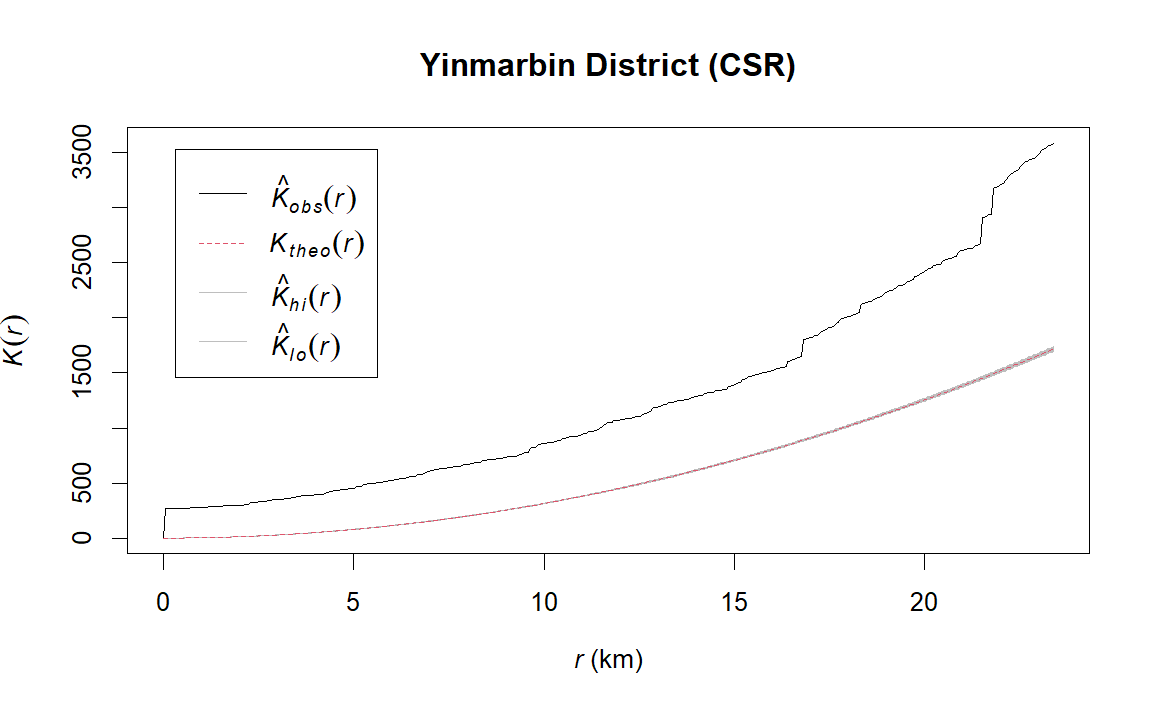 Yinmarbin District (CSR)
K̂obs(r)
Ktheo(r)
K̂hi(r)
K̂lo(r)
K(r)
3500
2500
1500
500
0
0 5 10 15 20
r (km)